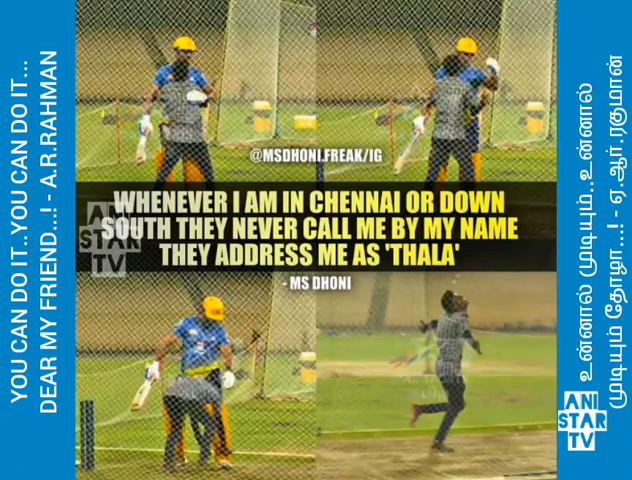 YOU CAN DO IT..YOU CAN DO IT...
DEAR MY FRIEND...! - A.R.RAHMAN
@MSDHONI.FREAK/IG
WHENEVER I AM IN CHENNAI OR DOWN
SOUTH THEY NEVER CALL ME BY MY NAME
THEY ADDRESS ME AS 'THALA'
- MS DHONI
ANI
STAR
TV
உன்னால் முடியும்..உன்னால்
முடியும் தோழா...! - ஏ.ஆர்.ரகுமான்
ANI
STAR
TV